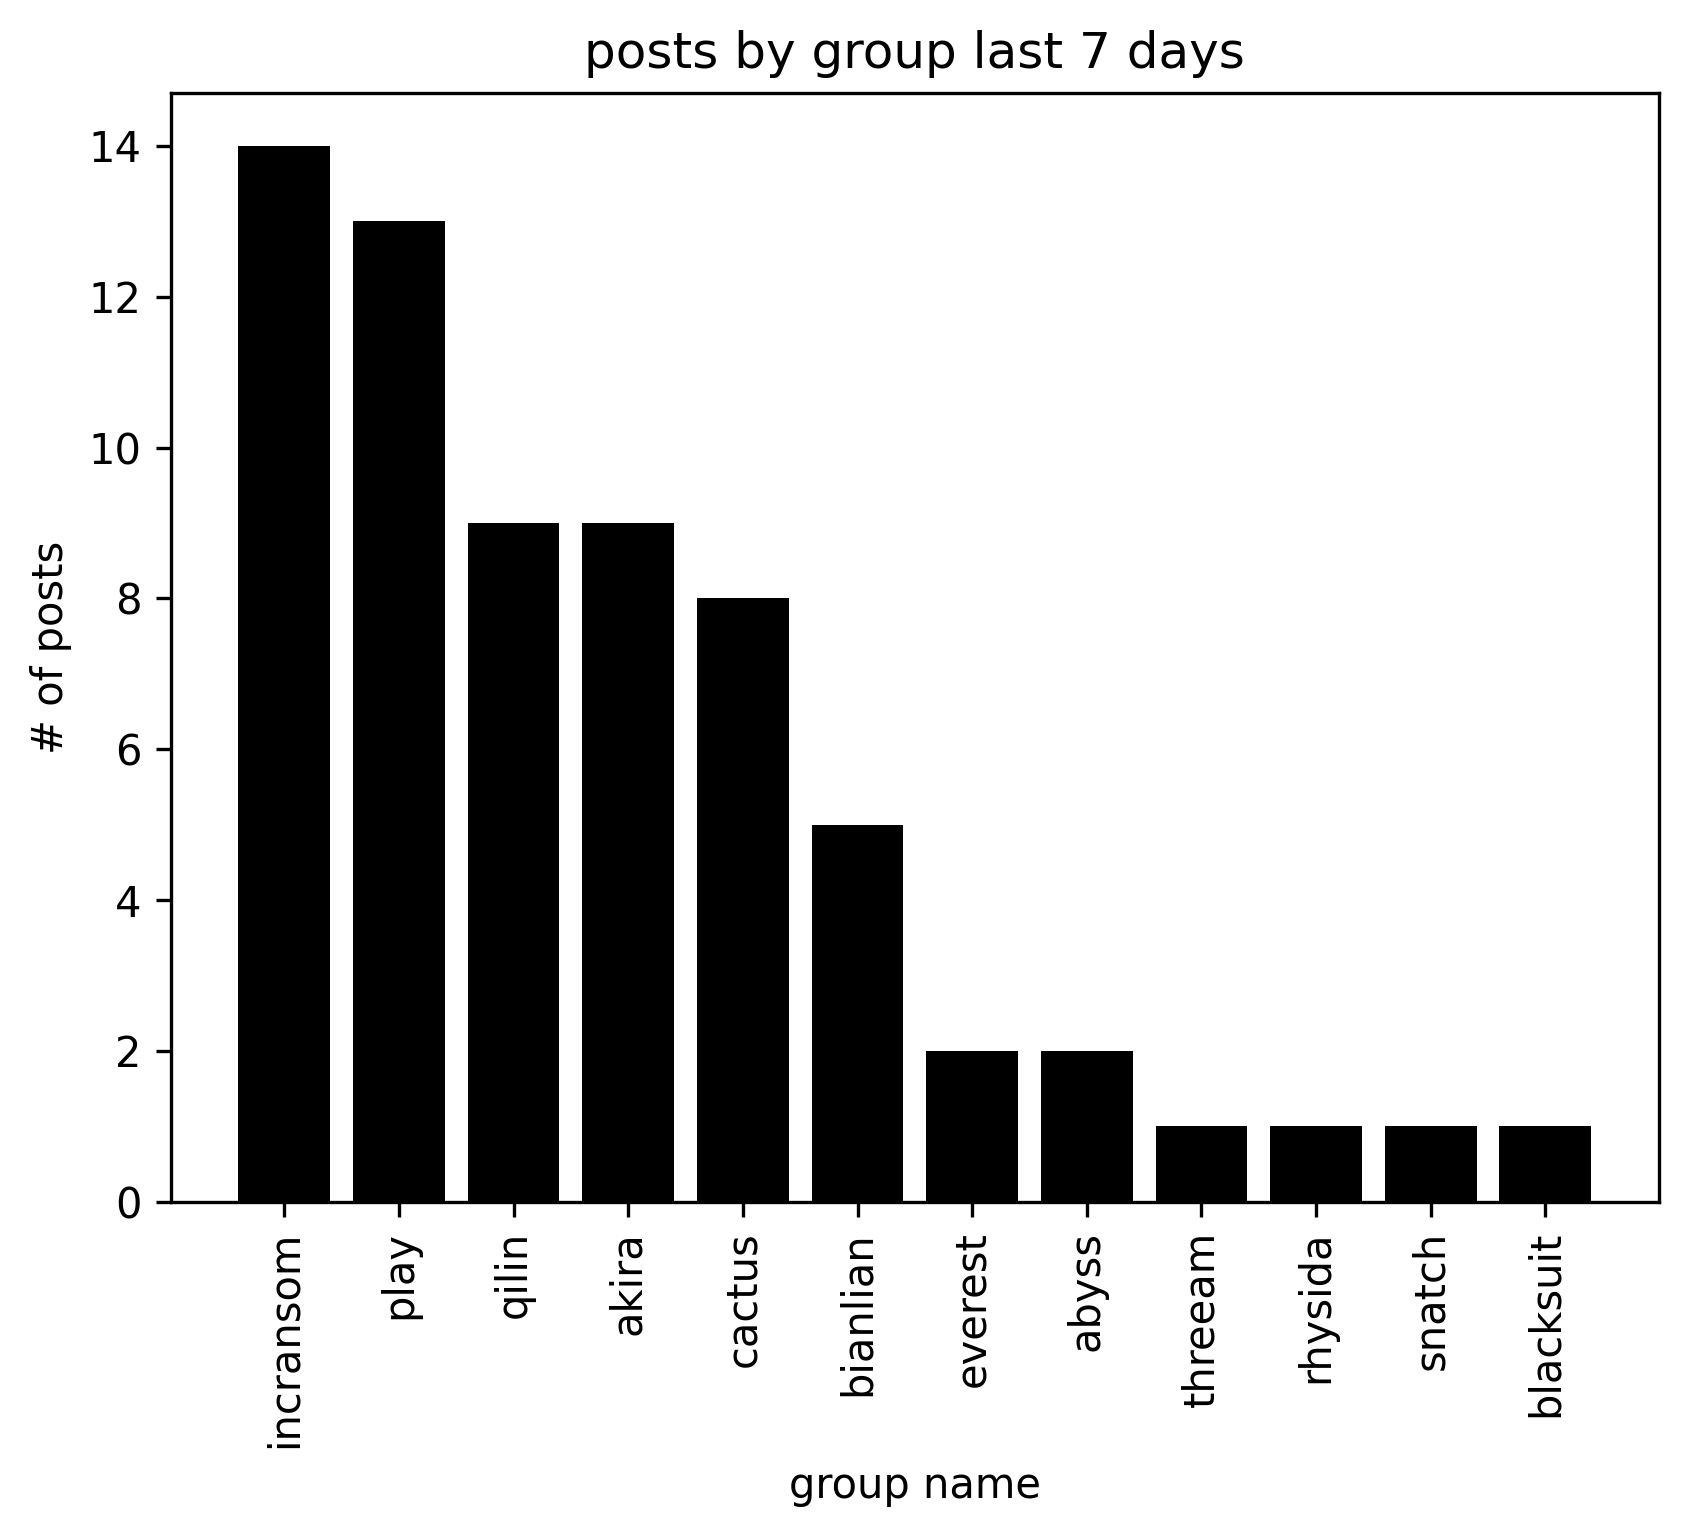 posts by group last 7 days
# of posts
14
12
10
8
6
4
2
0
incransom
play
qilin
akira
cactus
bianlian
everest
abyss
threeam
rhysida
snatch
blacksuit
group name